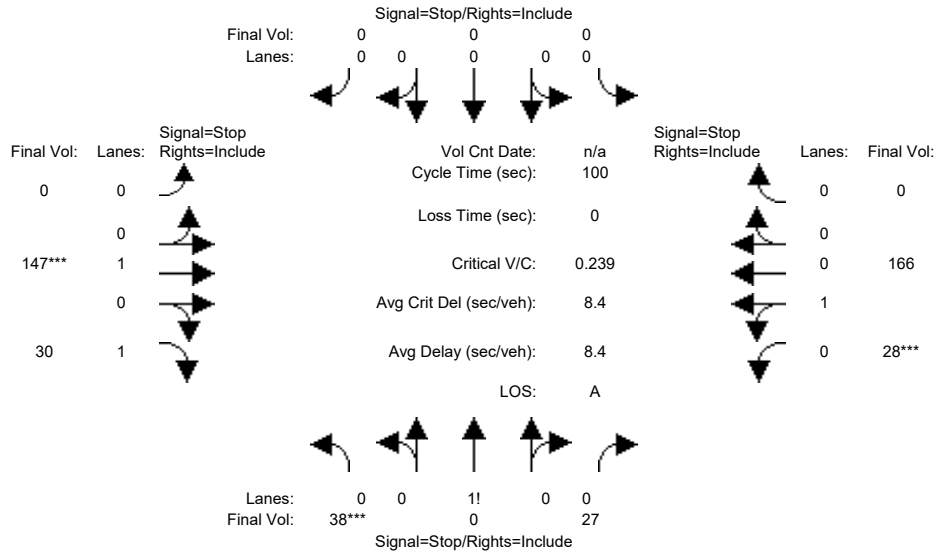 Signal=Stop/Rights=Include
Final Vol: 0 0 0
Lanes: 0 0 0 0 0
Signal=Stop
Final Vol: Lanes: Rights=Include
Vol Cnt Date: n/a
Signal=Stop
Rights=Include Lanes: Final Vol:
Cycle Time (sec): 100
0 0
0 0
Loss Time (sec): 0
0
0
147*** 1
Critical V/C: 0.239
0 166
0
Avg Crit Del (sec/veh): 8.4
1
30 1
Avg Delay (sec/veh): 8.4
0 28***
LOS: A
Lanes: 0 0 1! 0 0
Final Vol: 38*** 0 27
Signal=Stop/Rights=Include